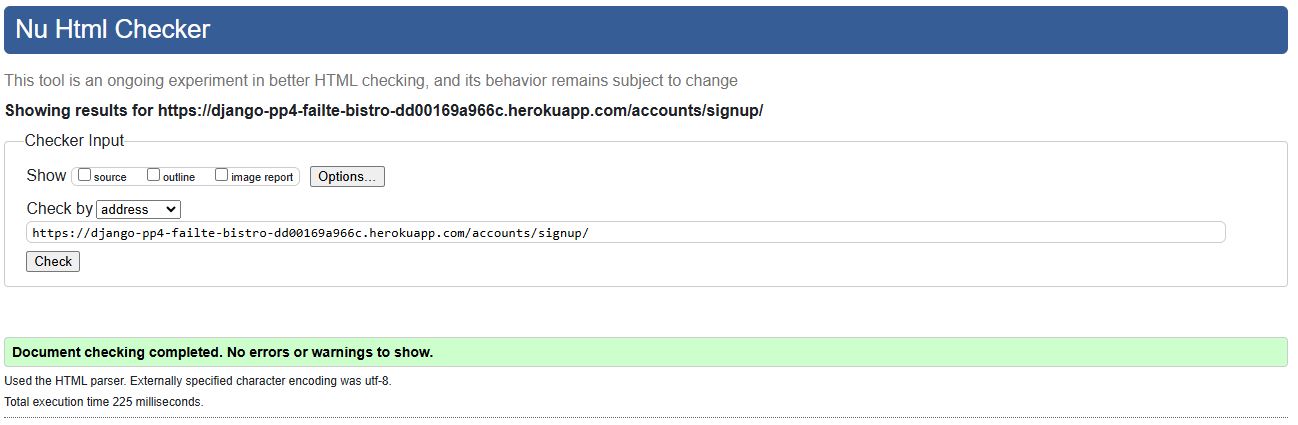 Nu Html Checker
This tool is an ongoing experiment in better HTML checking, and its behavior remains subject to change
Showing results for https://django-pp4-failte-bistro-dd00169a966c.herokuapp.com/accounts/signup/
Checker Input
Show source outline image report Options...
Check by address
https://django-pp4-failte-bistro-dd00169a966c.herokuapp.com/accounts/signup/
Check
Document checking completed. No errors or warnings to show.
Used the HTML parser. Externally specified character encoding was utf-8.
Total execution time 225 milliseconds.